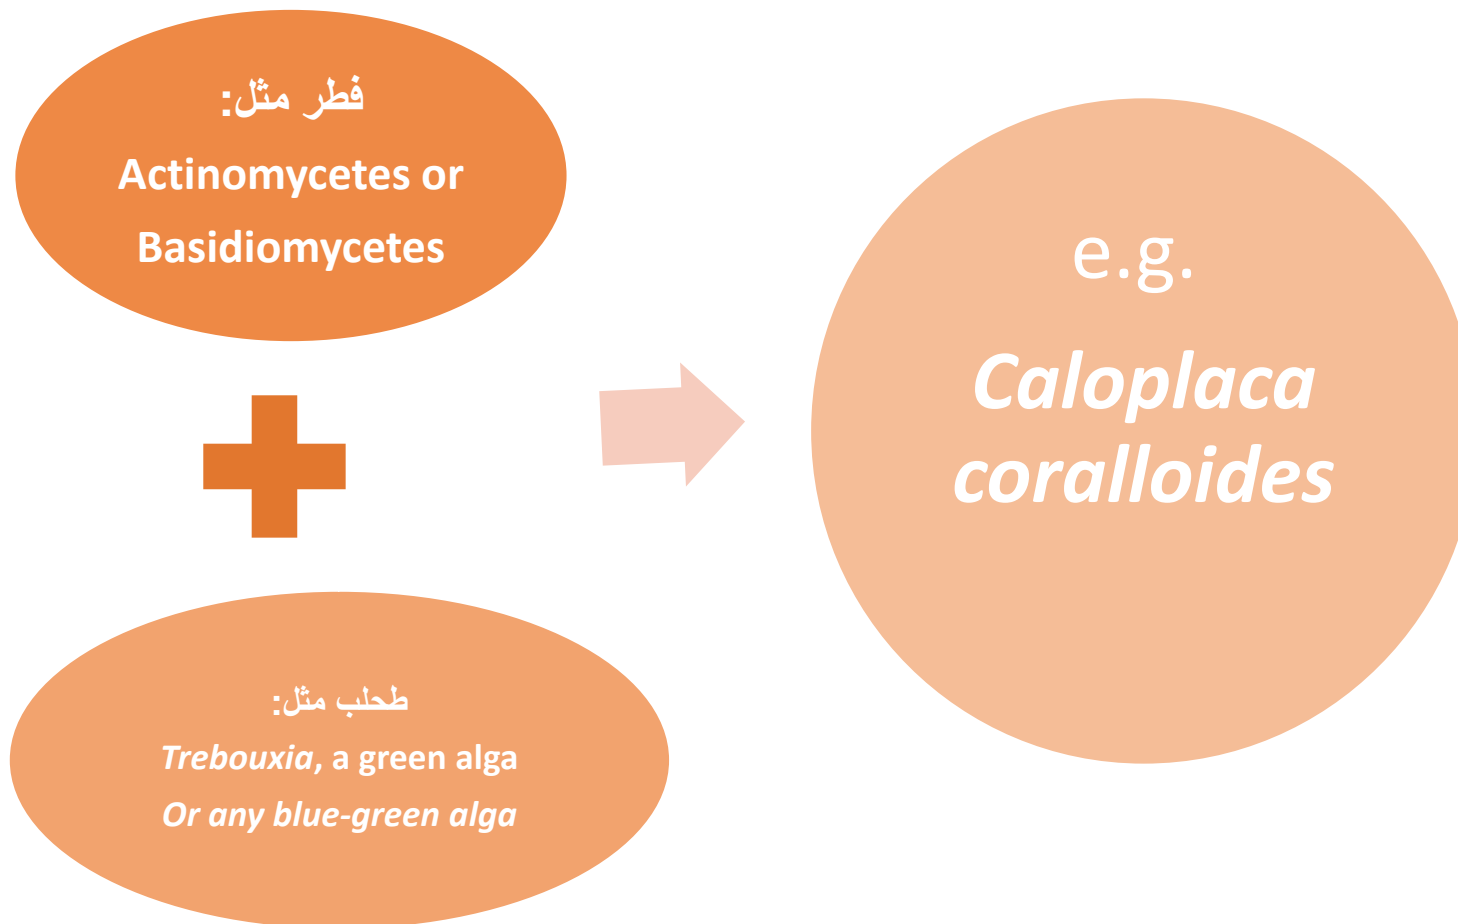 فطر مثل:
Actinomycetes or
Basidiomycetes
طحلب مثل:
Trebouxia, a green alga
Or any blue-green alga
e.g.
Caloplaca
coralloides